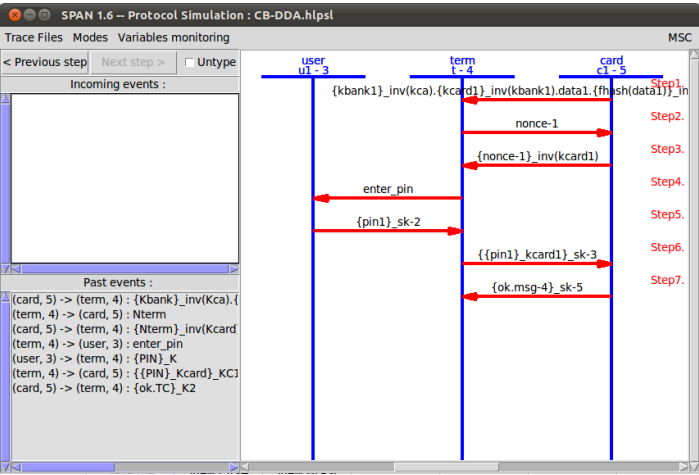 SPAN 1.6 -- Protocol Simulation : CB-DDA.hlpsl
Trace Files Modes Variables monitoring MSC
< Previous step Next step > Untype
Incoming events :
Past events :
(card, 5) -> (term, 4) : {Kbank}_inv(Kca).{
(term, 4) -> (card, 5) : Nterm
(card, 5) -> (term, 4) : {Nterm}_inv(Kcard
(term, 4) -> (user, 3) : enter_pin
(user, 3) -> (term, 4) : {PIN}_K
(term, 4) -> (card, 5) : {{PIN}_Kcard}_KC1
(card, 5) -> (term, 4) : {ok.TC}_K2
user term card
u1 - 3 t - 4 c1 - 5
Step1.
{kbank1}_inv(kca).{kcard1}_inv(kbank1).data1.{fhash(data1)}_in
Step2.
nonce-1
Step3.
{nonce-1}_inv(kcard1)
Step4.
enter_pin
Step5.
{pin1}_sk-2
Step6.
{{pin1}_kcard1}_sk-3
Step7.
{ok.msg-4}_sk-5